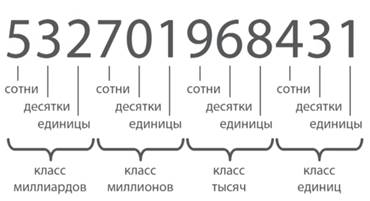 532701968431
сотни сотни сотни сотни
десятки десятки десятки десятки
единицы единицы единицы единицы
класс класс класс класс
миллиардов миллионов тысяч единиц